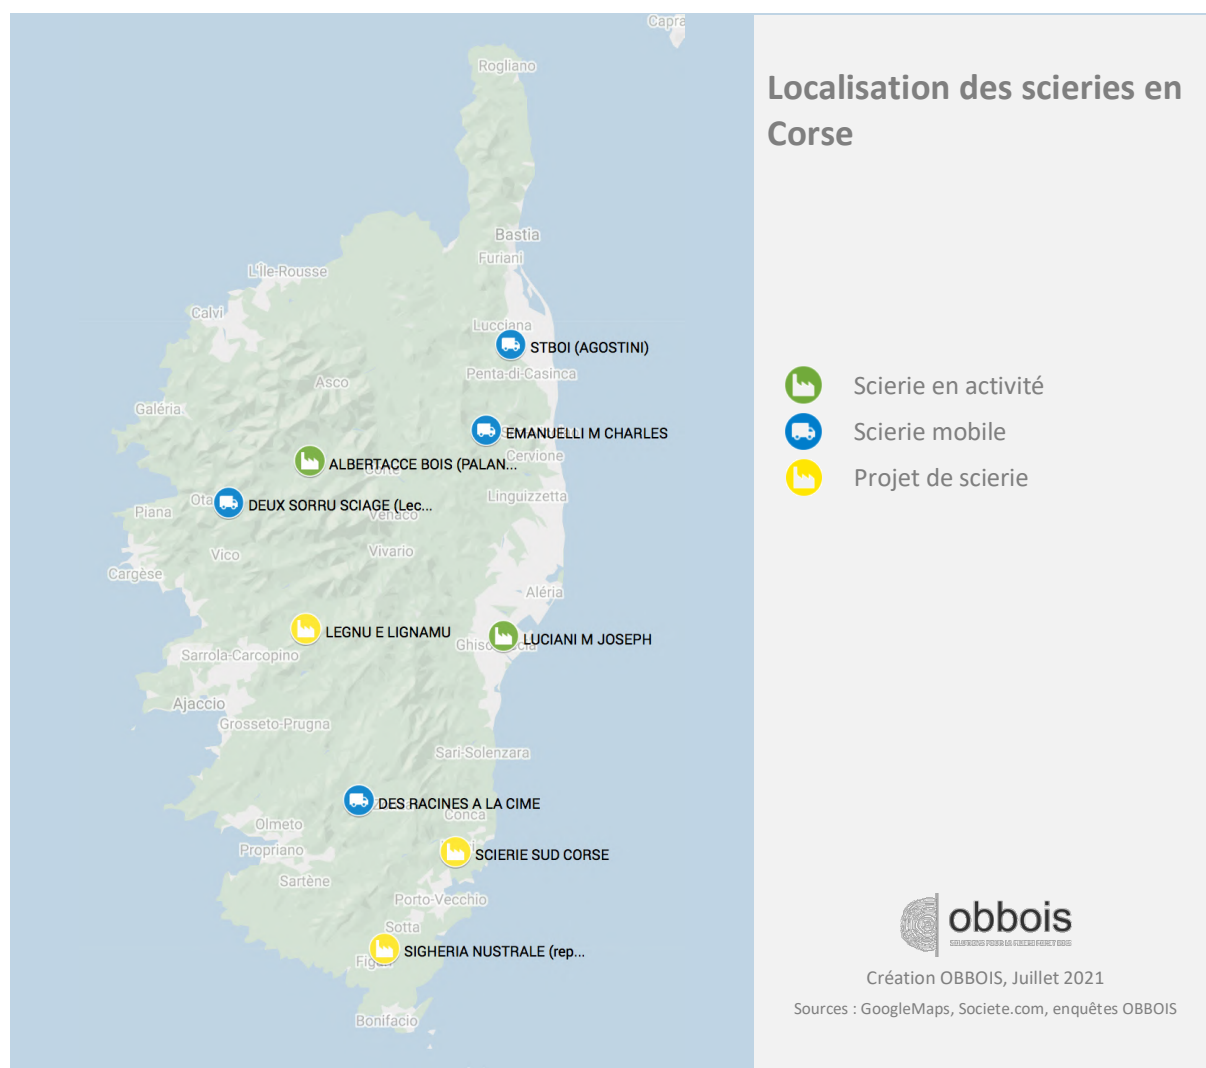 Capra
Rogliano
Localisation des scieries en
Corse
Bastia
Furiani
L'Île-Rousse
Calvi
Lucciana
STBOI (AGOSTINI)
Penta-di-Casinca
Asco
Scierie en activité
Galéria
Scierie mobile
EMANUELLI M CHARLES
Cervione
ALBERTACCE BOIS (PALAN...
Projet de scierie
Linguizzetta
Ota
DEUX SORRU SCIAGE (Lec...
Piana
Venaco
Vico
Vivario
Cargèse
Aléria
LEGNU E LIGNAMU
LUCIANI M JOSEPH
Sarrola-Carcopino
Ajaccio
Grosseto-Prugna
Sari-Solenzara
DES RACINES A LA CIME
Conca
Olmeto
Propriano
SCIERIE SUD CORSE
Sartène
Porto-Vecchio
Sotta
SIGHERIA NUSTRALE (rep...
Bonifacio
obbois
Création OBBOIS, Juillet 2021
Sources : GoogleMaps, Societe.com, enquêtes OBBOIS